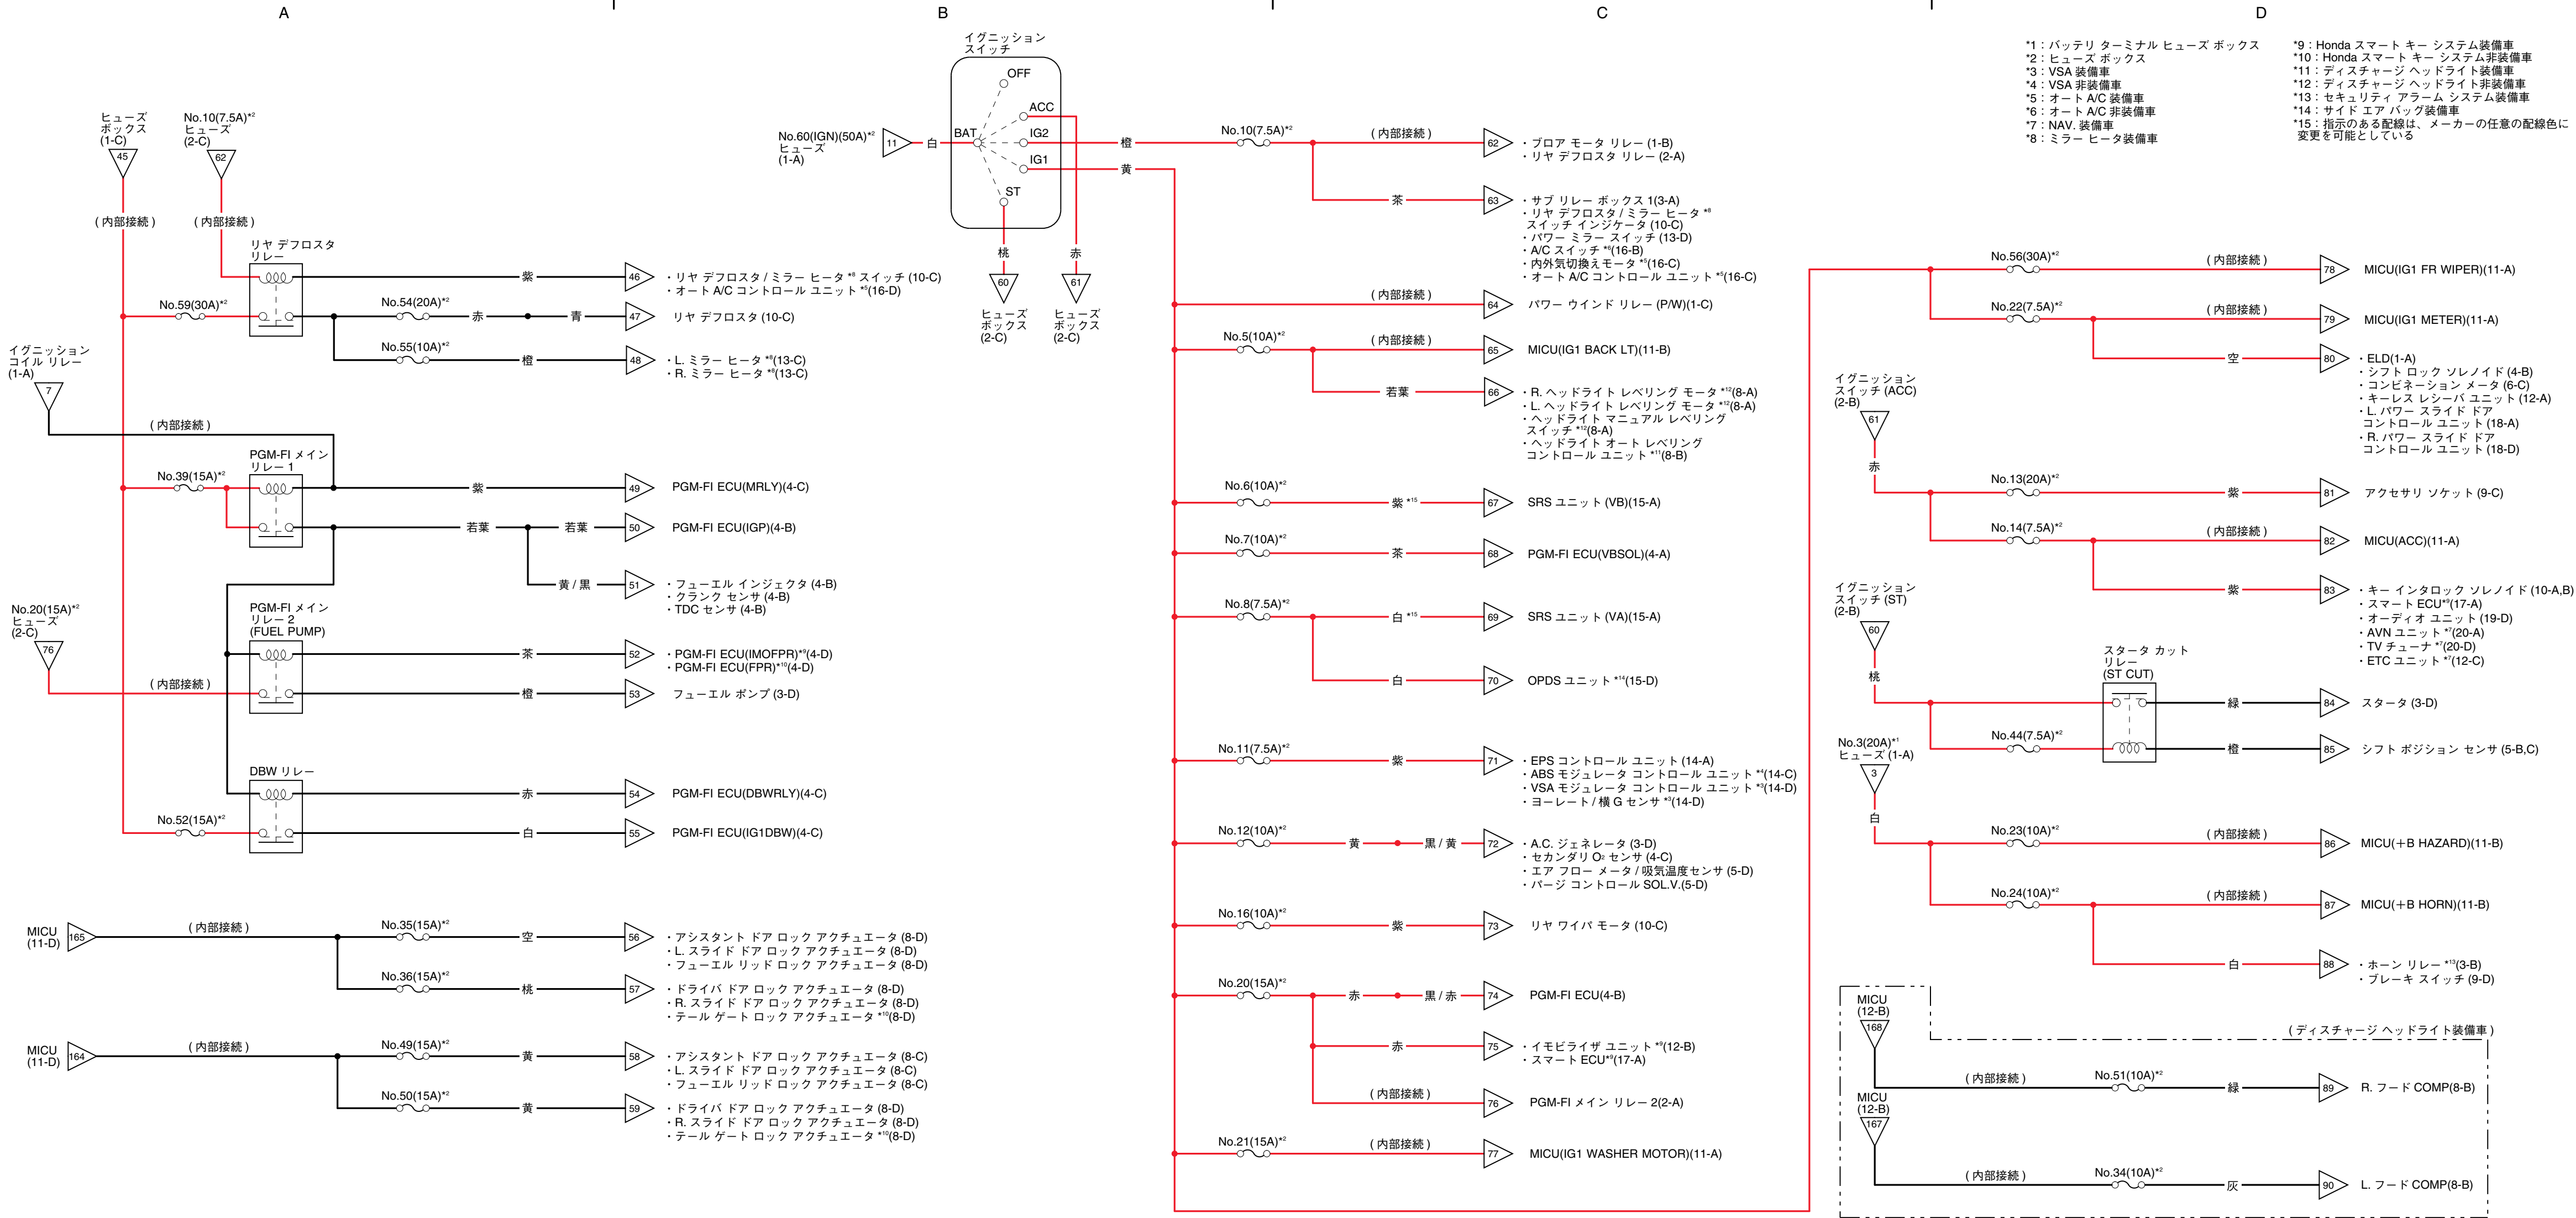 A
B
C
D
*1：バッテリ ターミナル ヒューズ ボックス
*2：ヒューズ ボックス
*3：VSA 装備車
*4：VSA 非装備車
*5：オート A/C 装備車
*6：オート A/C 非装備車
*7：NAV. 装備車
*8：ミラー ヒータ装備車
*9：Honda スマート キー システム装備車
*10：Honda スマート キー システム非装備車
*11：ディスチャージ ヘッドライト装備車
*12：ディスチャージ ヘッドライト非装備車
*13：セキュリティ アラーム システム装備車
*14：サイド エア バッグ装備車
*15：指示のある配線は、メーカーの任意の配線色に
変更を可能としている
ヒューズ
ボックス
(1-C)
45
No.10(7.5A)*2
ヒューズ
(2-C)
62
( 内部接続 )
( 内部接続 )
リヤ デフロスタ
リレー
紫
46
・リヤ デフロスタ / ミラー ヒータ *8 スイッチ (10-C)
・オート A/C コントロール ユニット *5(16-D)
No.59(30A)*2
No.54(20A)*2
赤
青
47
リヤ デフロスタ (10-C)
No.55(10A)*2
橙
48
・L. ミラー ヒータ *8(13-C)
・R. ミラー ヒータ *8(13-C)
イグニッション
コイル リレー
(1-A)
7
( 内部接続 )
PGM-FI メイン
リレー 1
No.39(15A)*2
紫
49
PGM-FI ECU(MRLY)(4-C)
若葉
若葉
50
PGM-FI ECU(IGP)(4-B)
黄 / 黒
51
・フューエル インジェクタ (4-B)
・クランク センサ (4-B)
・TDC センサ (4-B)
No.20(15A)*2
ヒューズ
(2-C)
76
PGM-FI メイン
リレー 2
(FUEL PUMP)
茶
52
・PGM-FI ECU(IMOFPR)*9(4-D)
・PGM-FI ECU(FPR)*10(4-D)
( 内部接続 )
橙
53
フューエル ポンプ (3-D)
DBW リレー
赤
54
PGM-FI ECU(DBWRLY)(4-C)
No.52(15A)*2
白
55
PGM-FI ECU(IG1DBW)(4-C)
MICU
(11-D)
165
( 内部接続 )
No.35(15A)*2
空
56
・アシスタント ドア ロック アクチュエータ (8-D)
・L. スライド ドア ロック アクチュエータ (8-D)
・フューエル リッド ロック アクチュエータ (8-D)
No.36(15A)*2
桃
57
・ドライバ ドア ロック アクチュエータ (8-D)
・R. スライド ドア ロック アクチュエータ (8-D)
・テール ゲート ロック アクチュエータ *10(8-D)
MICU
(11-D)
164
( 内部接続 )
No.49(15A)*2
黄
58
・アシスタント ドア ロック アクチュエータ (8-C)
・L. スライド ドア ロック アクチュエータ (8-C)
・フューエル リッド ロック アクチュエータ (8-C)
No.50(15A)*2
黄
59
・ドライバ ドア ロック アクチュエータ (8-D)
・R. スライド ドア ロック アクチュエータ (8-D)
・テール ゲート ロック アクチュエータ *10(8-D)
イグニッション
スイッチ
No.60(IGN)(50A)*2
ヒューズ
(1-A)
11
白
BAT
OFF
ACC
IG2
IG1
ST
橙
黄
桃
赤
60
61
ヒューズ
ボックス
(2-C)
ヒューズ
ボックス
(2-C)
No.10(7.5A)*2
( 内部接続 )
62
・ブロア モータ リレー (1-B)
・リヤ デフロスタ リレー (2-A)
茶
63
・サブ リレー ボックス 1(3-A)
・リヤ デフロスタ / ミラー ヒータ *8
スイッチ インジケータ (10-C)
・パワー ミラー スイッチ (13-D)
・A/C スイッチ *6(16-B)
・内外気切換えモータ *5(16-C)
・オート A/C コントロール ユニット *5(16-C)
( 内部接続 )
64
パワー ウインド リレー (P/W)(1-C)
No.5(10A)*2
( 内部接続 )
65
MICU(IG1 BACK LT)(11-B)
若葉
66
・R. ヘッドライト レベリング モータ *12(8-A)
・L. ヘッドライト レベリング モータ *12(8-A)
・ヘッドライト マニュアル レベリング
スイッチ *12(8-A)
・ヘッドライト オート レベリング
コントロール ユニット *11(8-B)
No.6(10A)*2
紫 *15
67
SRS ユニット (VB)(15-A)
No.7(10A)*2
茶
68
PGM-FI ECU(VBSOL)(4-A)
No.8(7.5A)*2
白 *15
69
SRS ユニット (VA)(15-A)
白
70
OPDS ユニット *14(15-D)
No.11(7.5A)*2
紫
71
・EPS コントロール ユニット (14-A)
・ABS モジュレータ コントロール ユニット *4(14-C)
・VSA モジュレータ コントロール ユニット *3(14-D)
・ヨーレート / 横 G センサ *3(14-D)
No.12(10A)*2
黄
黒 / 黄
72
・A.C. ジェネレータ (3-D)
・セカンダリ O2 センサ (4-C)
・エア フロー メータ / 吸気温度センサ (5-D)
・パージ コントロール SOL.V.(5-D)
No.16(10A)*2
紫
73
リヤ ワイパ モータ (10-C)
No.20(15A)*2
赤
黒 / 赤
74
PGM-FI ECU(4-B)
赤
75
・イモビライザ ユニット *9(12-B)
・スマート ECU*9(17-A)
( 内部接続 )
76
PGM-FI メイン リレー 2(2-A)
No.21(15A)*2
( 内部接続 )
77
MICU(IG1 WASHER MOTOR)(11-A)
No.56(30A)*2
( 内部接続 )
78
MICU(IG1 FR WIPER)(11-A)
No.22(7.5A)*2
( 内部接続 )
79
MICU(IG1 METER)(11-A)
空
80
・ELD(1-A)
・シフト ロック ソレノイド (4-B)
・コンビネーション メータ (6-C)
・キーレス レシーバ ユニット (12-A)
・L. パワー スライド ドア
コントロール ユニット (18-A)
・R. パワー スライド ドア
コントロール ユニット (18-D)
イグニッション
スイッチ (ACC)
(2-B)
61
赤
No.13(20A)*2
紫
81
アクセサリ ソケット (9-C)
No.14(7.5A)*2
( 内部接続 )
82
MICU(ACC)(11-A)
紫
83
・キー インタロック ソレノイド (10-A,B)
・スマート ECU*9(17-A)
・オーディオ ユニット (19-D)
・AVN ユニット *7(20-A)
・TV チューナ *7(20-D)
・ETC ユニット *7(12-C)
イグニッション
スイッチ (ST)
(2-B)
60
桃
スタータ カット
リレー
(ST CUT)
緑
84
スタータ (3-D)
No.44(7.5A)*2
橙
85
シフト ポジション センサ (5-B,C)
No.3(20A)*1
ヒューズ (1-A)
3
白
No.23(10A)*2
( 内部接続 )
86
MICU(＋B HAZARD)(11-B)
No.24(10A)*2
( 内部接続 )
87
MICU(＋B HORN)(11-B)
白
88
・ホーン リレー *13(3-B)
・ブレーキ スイッチ (9-D)
MICU
(12-B)
168
( ディスチャージ ヘッドライト装備車 )
( 内部接続 )
No.51(10A)*2
緑
89
R. フード COMP(8-B)
MICU
(12-B)
167
( 内部接続 )
No.34(10A)*2
灰
90
L. フード COMP(8-B)